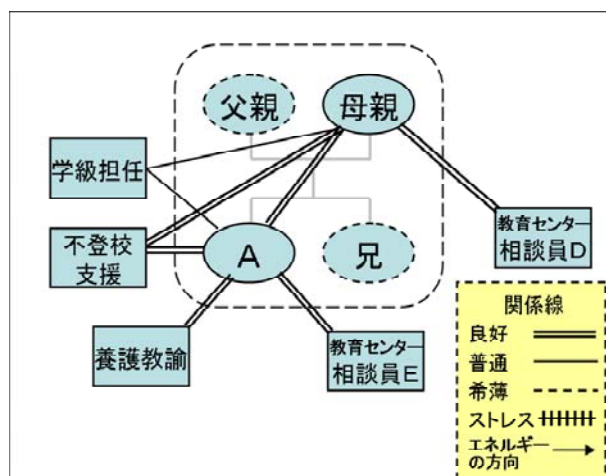 父親
母親
学級担任
不登校
支援
A
兄
教育センター
相談員D
養護教諭
教育センター
相談員E
関係線
良好
普通
希薄
ストレス
エネルギー
の方向